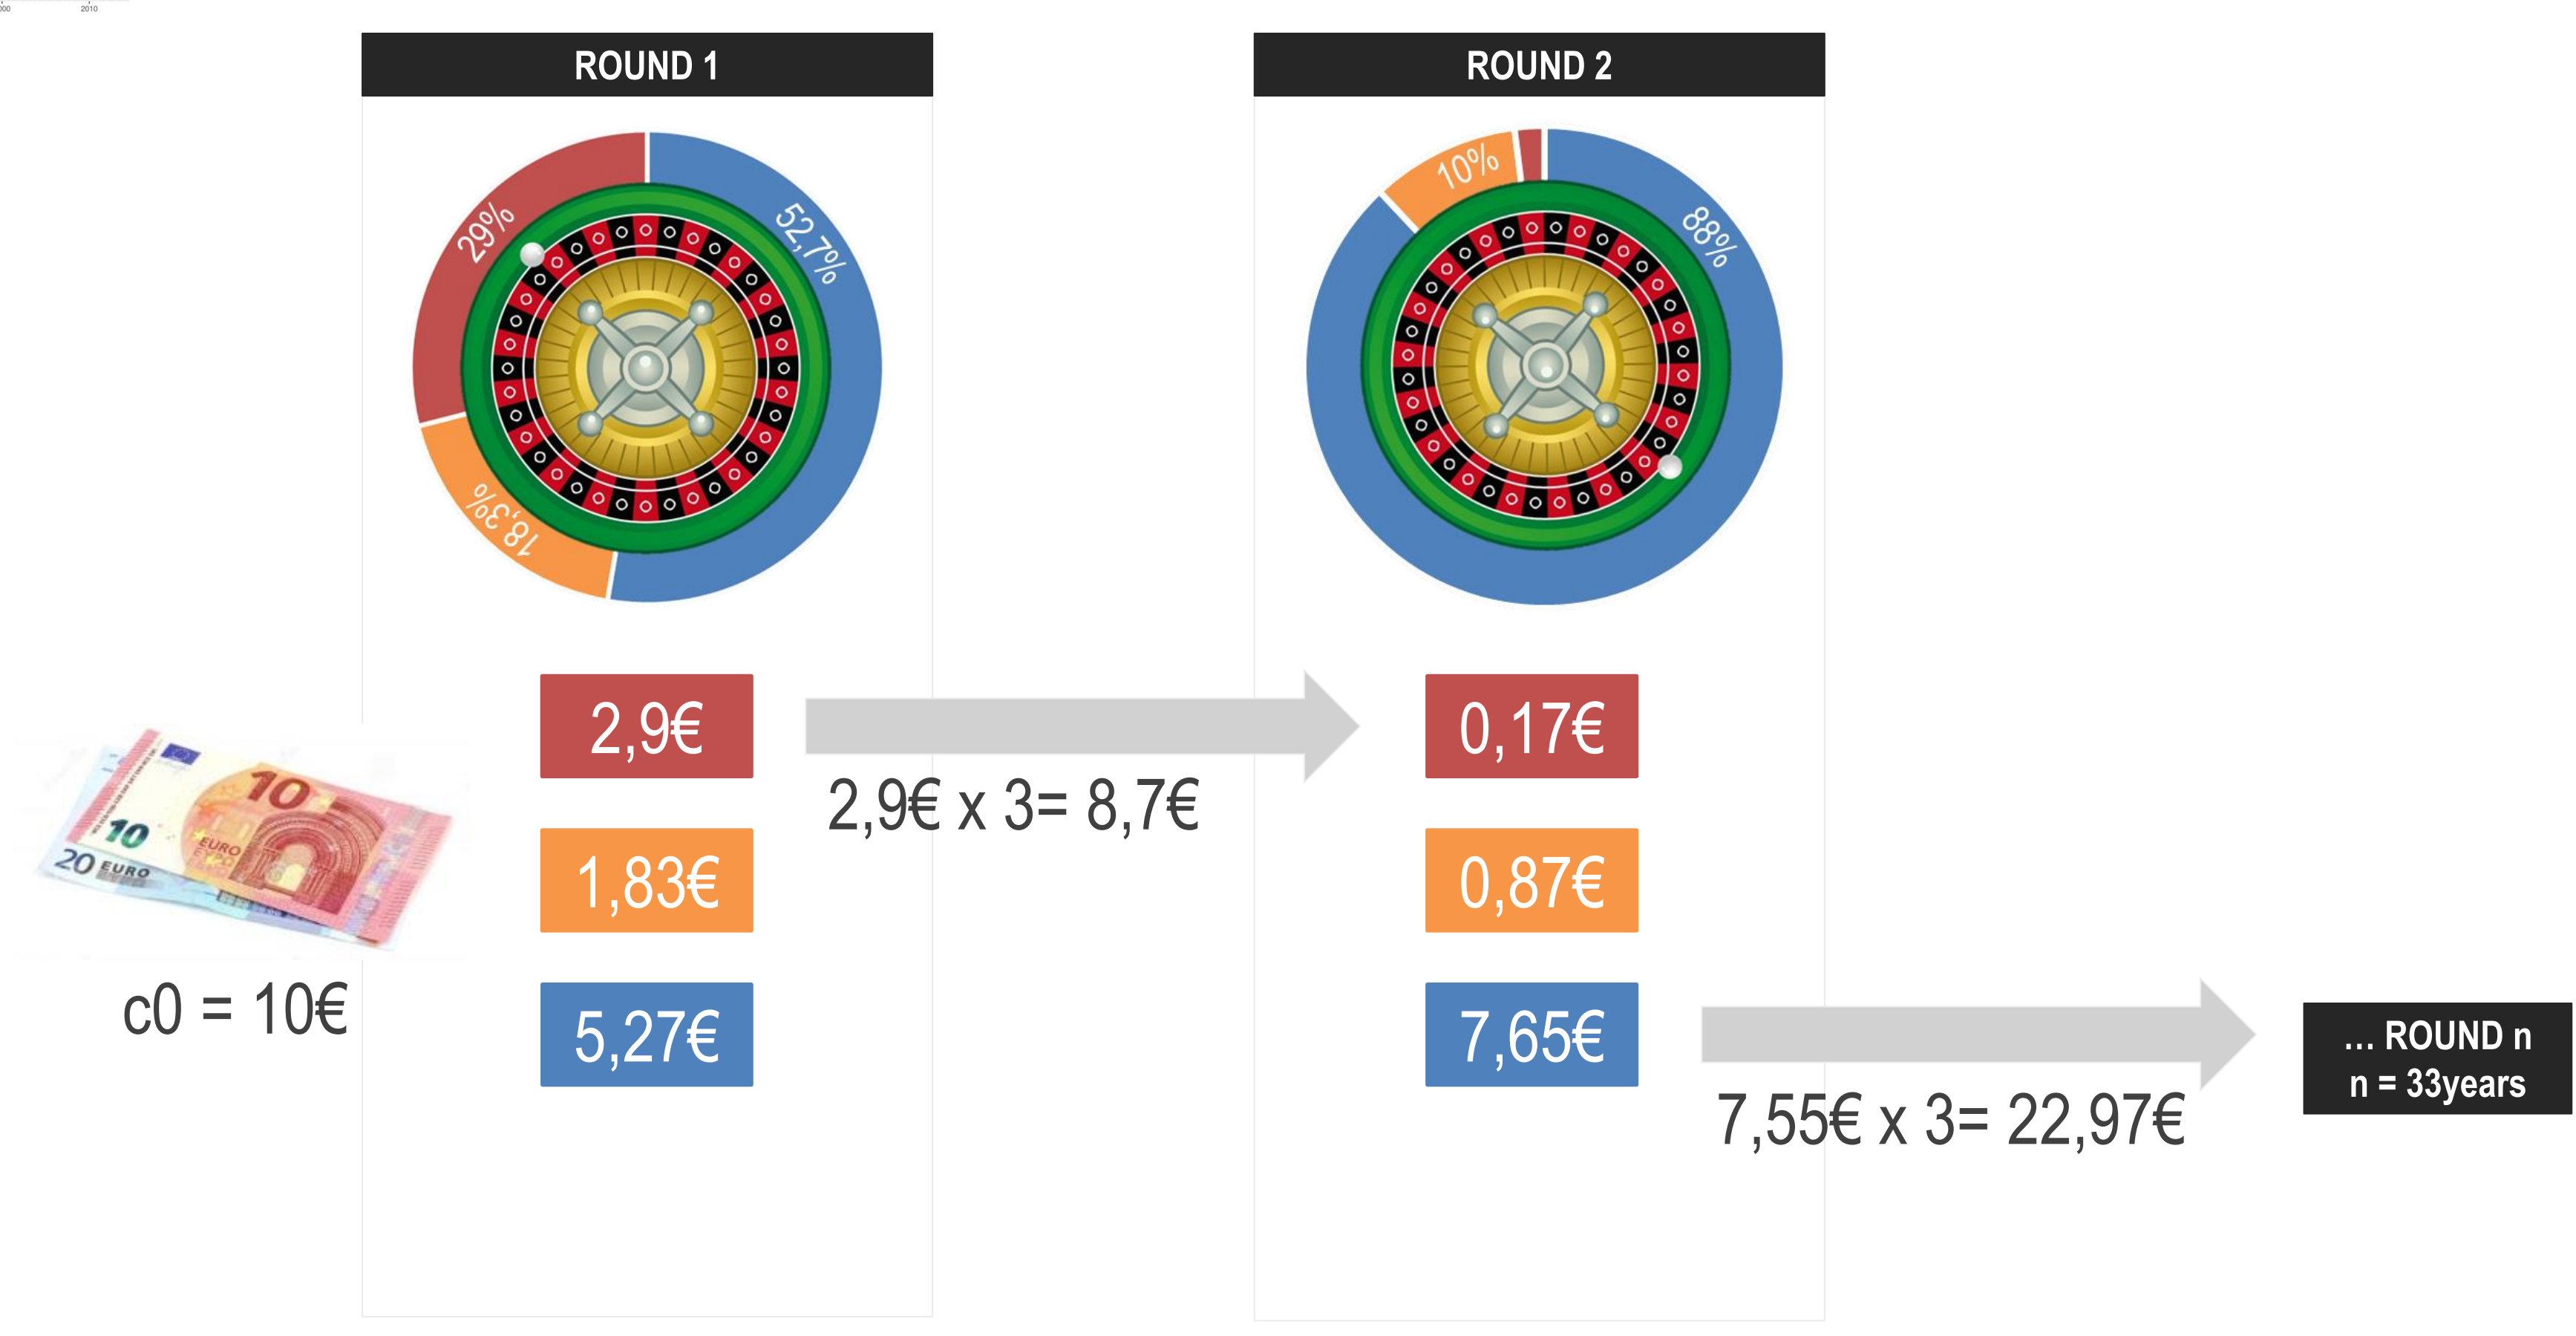 000 2010
ROUND 1
ROUND 2
29%
52,7%
18,3%
10%
88%
2,9€
2,9€ x 3= 8,7€
0,17€
1,83€
0,87€
5,27€
7,65€
10
10
EURO
20 EURO
c0 = 10€
7,55€ x 3= 22,97€
... ROUND n
n = 33years